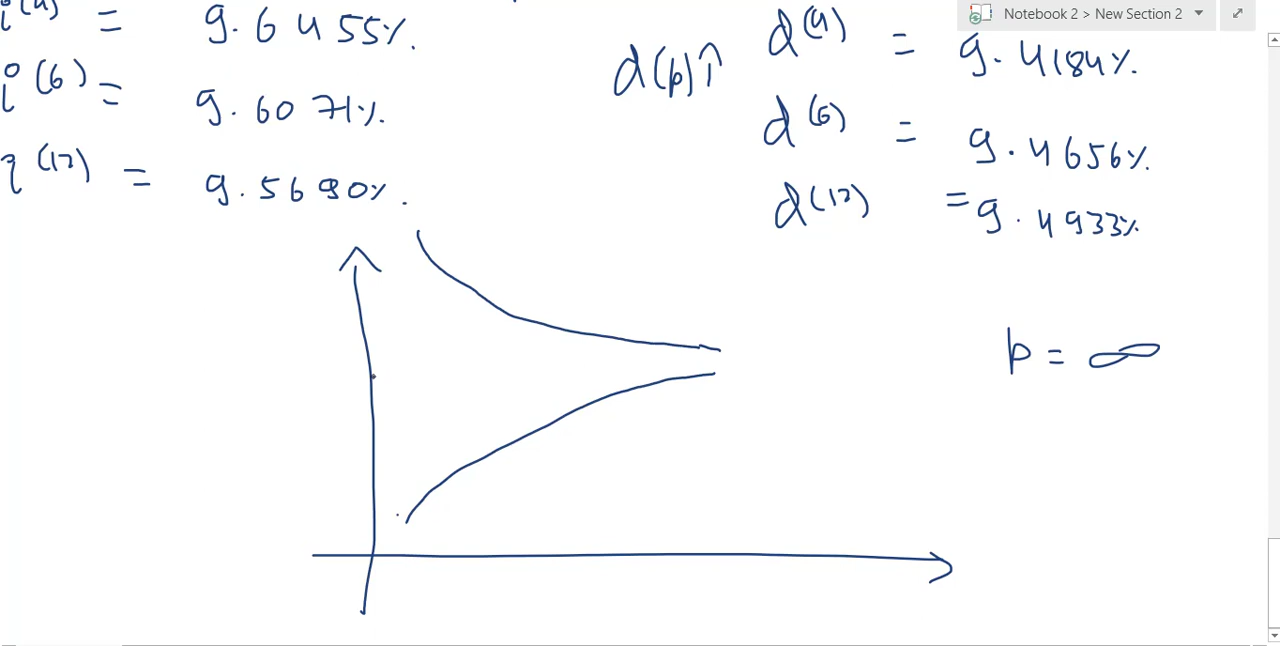 Notebook 2 > New Section 2
i(4) = 9.6455%.
i(6) = 9.6071%.
i(12) = 9.5690%.
d(p)↑
d(4) = 9.4184%.
d(6) = 9.4656%.
d(12) = 9.4933%.
p = ∞